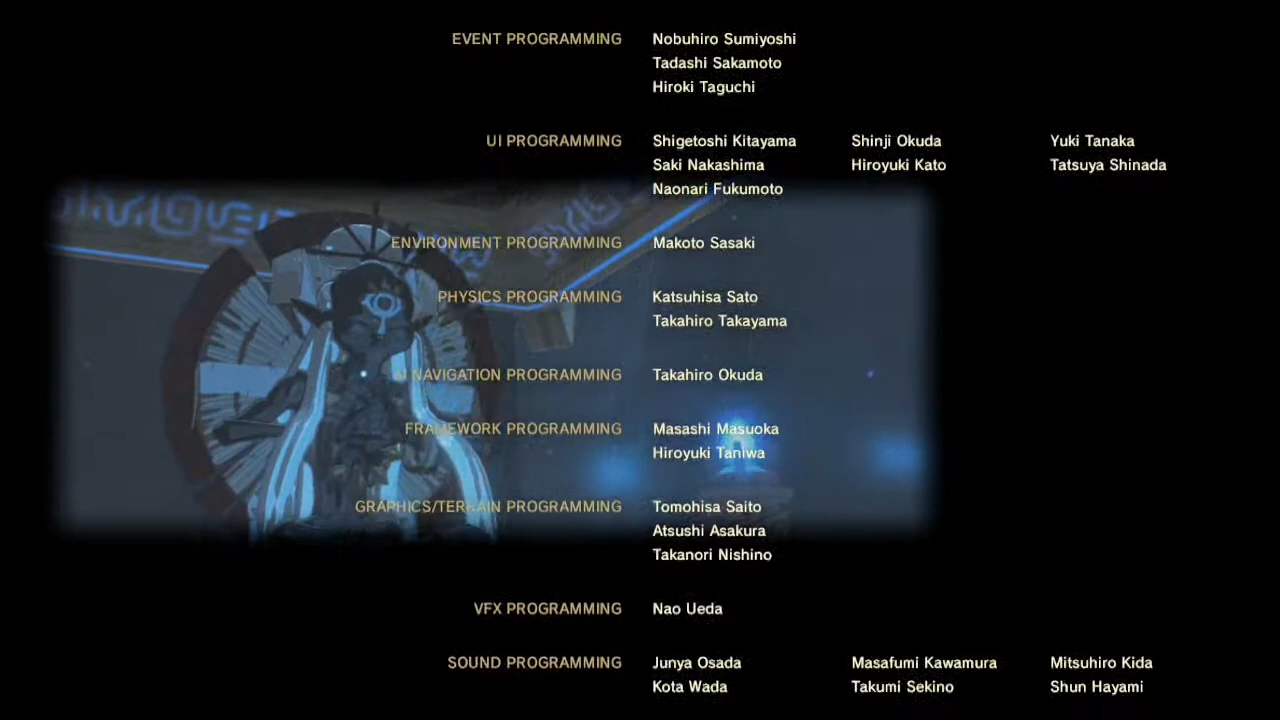 EVENT PROGRAMMING Nobuhiro Sumiyoshi
Tadashi Sakamoto
Hiroki Taguchi
UI PROGRAMMING Shigetoshi Kitayama Shinji Okuda Yuki Tanaka
Saki Nakashima Hiroyuki Kato Tatsuya Shinada
Naonari Fukumoto
ENVIRONMENT PROGRAMMING Makoto Sasaki
PHYSICS PROGRAMMING Katsuhisa Sato
Takahiro Takayama
AI NAVIGATION PROGRAMMING Takahiro Okuda
FRAMEWORK PROGRAMMING Masashi Masuoka
Hiroyuki Taniwa
GRAPHICS/TERRAIN PROGRAMMING Tomohisa Saito
Atsushi Asakura
Takanori Nishino
VFX PROGRAMMING Nao Ueda
SOUND PROGRAMMING Junya Osada Masafumi Kawamura Mitsuhiro Kida
Kota Wada Takumi Sekino Shun Hayami